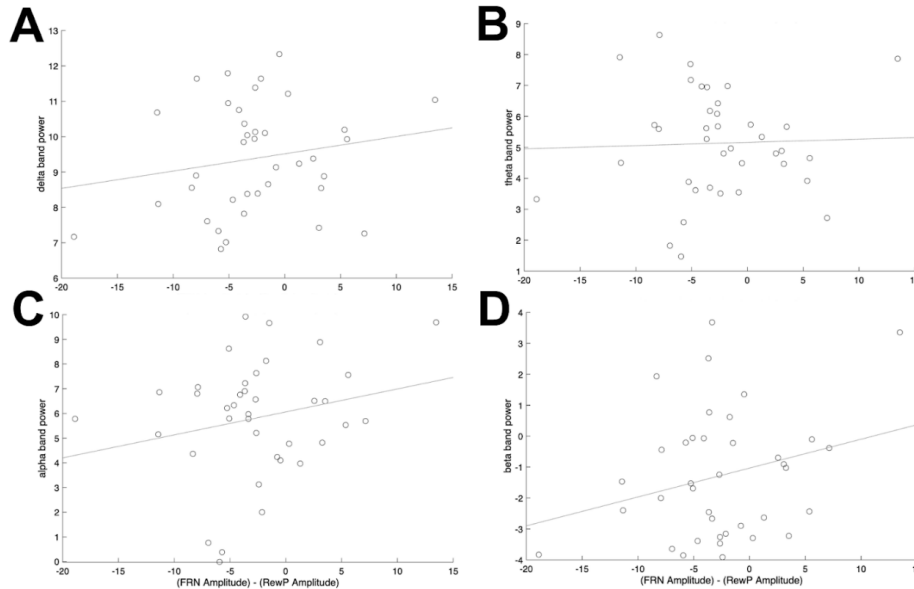 A
delta band power
13
12
11
10
9
8
7
6
-20 -15 -10 -5 0 5 10 15
B
theta band power
9
8
7
6
5
4
3
2
1
-20 -15 -10 -5 0 5 10 15
C
alpha band power
10
9
8
7
6
5
4
3
2
1
0
-20 -15 -10 -5 0 5 10 15
(FRN Amplitude) - (RewP Amplitude)
D
beta band power
4
3
2
1
0
-1
-2
-3
-4
-20 -15 -10 -5 0 5 10 15
(FRN Amplitude) - (RewP Amplitude)